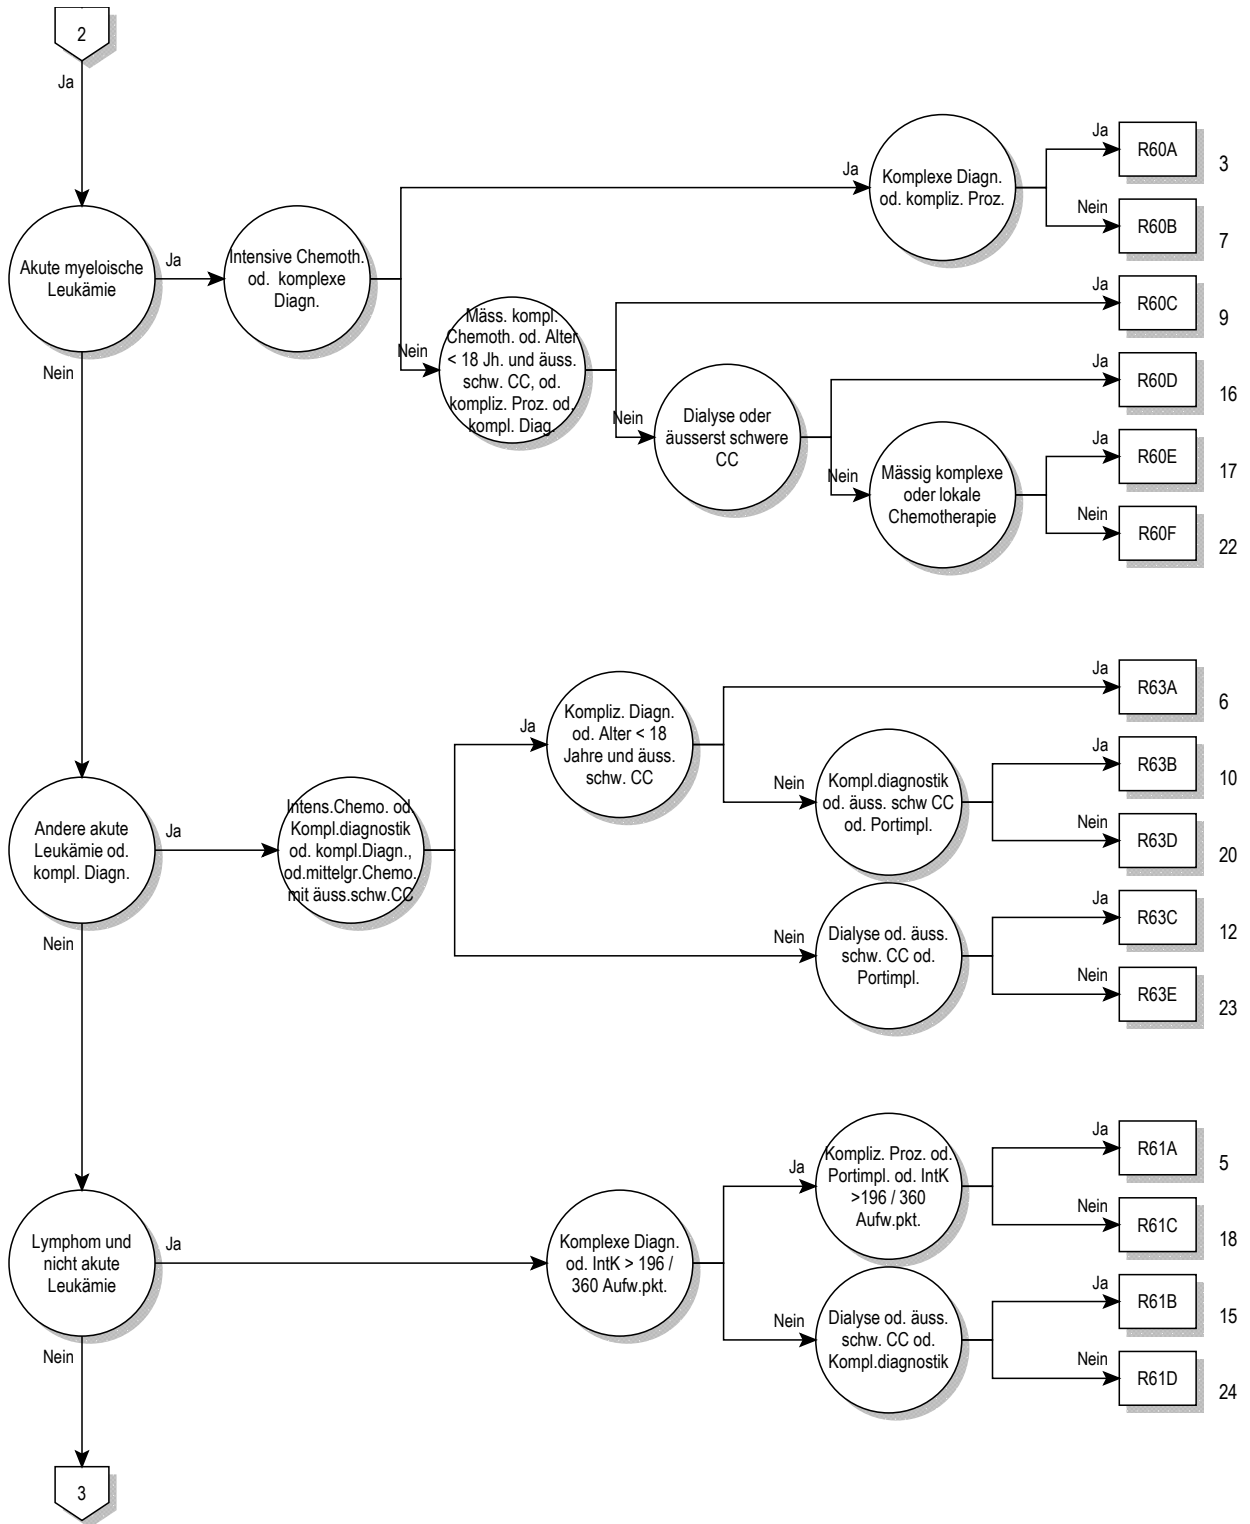 2
Ja
Akute myeloische
Leukämie
Ja
Nein
Intensive Chemoth.
od. komplexe
Diagn.
Ja
Komplexe Diagn.
od. kompliz. Proz.
Ja
R60A
3
Nein
R60B
7
Nein
Mäss. kompl.
Chemoth. od. Alter
< 18 Jh. und äuss.
schw. CC, od.
kompliz. Proz. od.
kompl. Diag.
Ja
R60C
9
Nein
Dialyse oder
äusserst schwere
CC
Ja
R60D
16
Nein
Mässig komplexe
oder lokale
Chemotherapie
Ja
R60E
17
Nein
R60F
22
Andere akute
Leukämie od.
kompl. Diagn.
Ja
Nein
Intens.Chemo. od.
Kompl.diagnostik
od. kompl.Diagn.,
od.mittelgr.Chemo.
mit äuss.schw.CC
Ja
Kompliz. Diagn.
od. Alter < 18
Jahre und äuss.
schw. CC
Ja
R63A
6
Nein
Kompl.diagnostik
od. äuss. schw CC
od. Portimpl.
Ja
R63B
10
Nein
R63D
20
Nein
Dialyse od. äuss.
schw. CC od.
Portimpl.
Ja
R63C
12
Nein
R63E
23
Lymphom und
nicht akute
Leukämie
Ja
Nein
Komplexe Diagn.
od. IntK > 196 /
360 Aufw.pkt.
Ja
Kompliz. Proz. od.
Portimpl. od. IntK
>196 / 360
Aufw.pkt.
Ja
R61A
5
Nein
R61C
18
Nein
Dialyse od. äuss.
schw. CC od.
Kompl.diagnostik
Ja
R61B
15
Nein
R61D
24
3